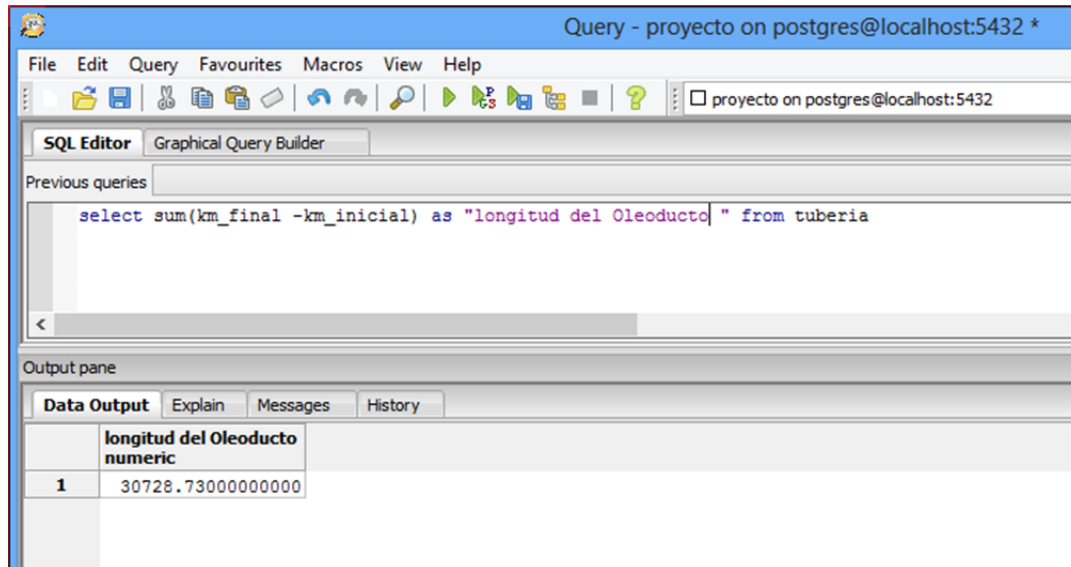 Query - proyecto on postgres@localhost:5432 *
File Edit Query Favourites Macros View Help
proyecto on postgres@localhost:5432
SQL Editor Graphical Query Builder
Previous queries
select sum(km_final -km_inicial) as "longitud del Oleoducto " from tuberia
Output pane
Data Output Explain Messages History
longitud del Oleoducto
numeric
1 30728.73000000000